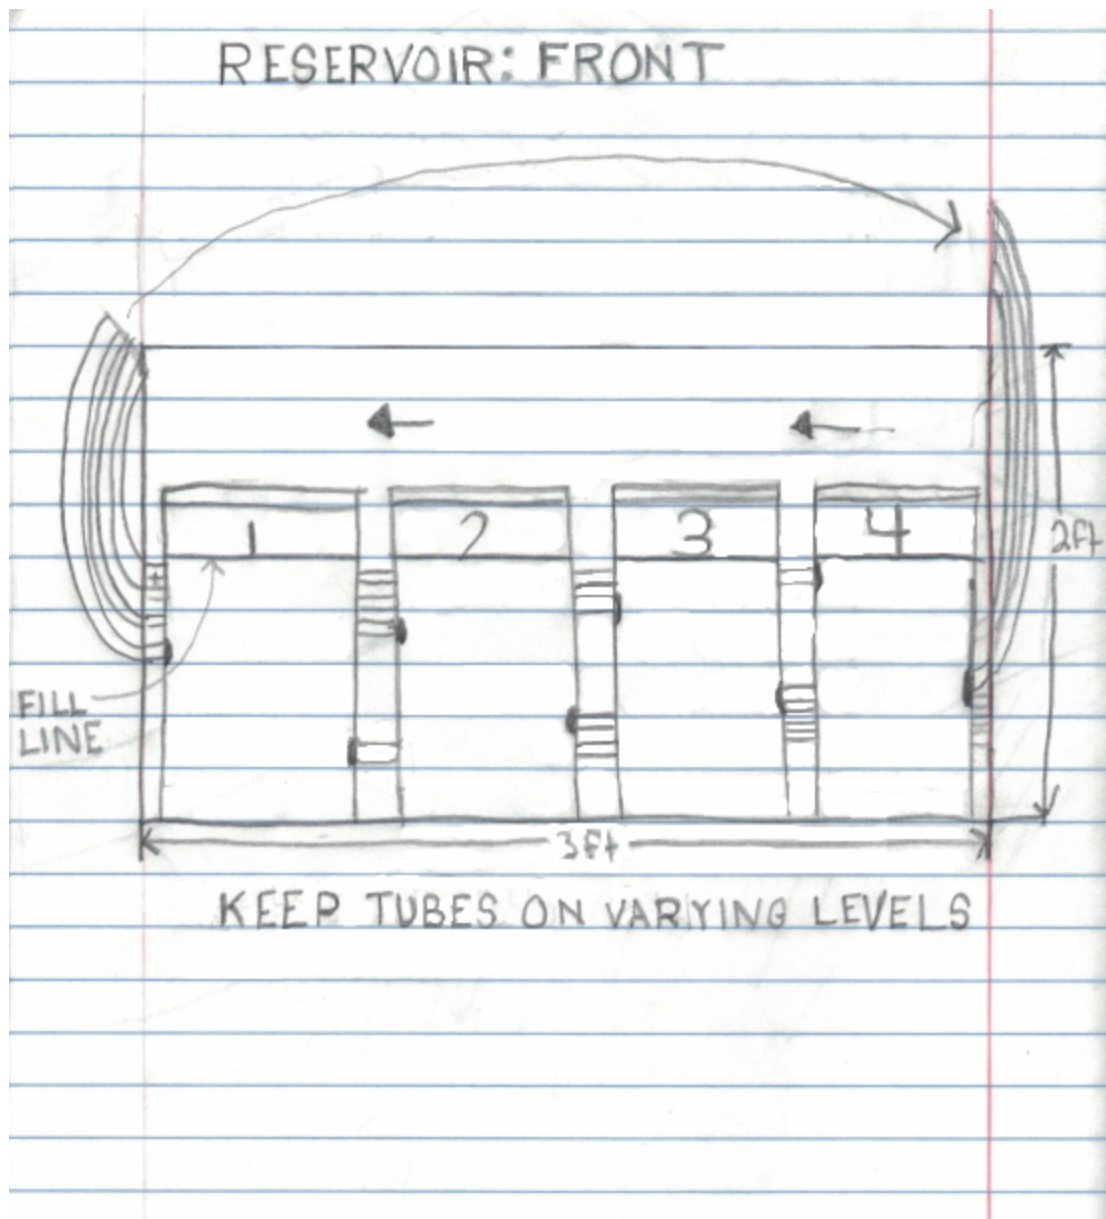 RESERVOIR: FRONT
1 2 3 4
2ft
FILL
LINE
3ft
KEEP TUBES ON VARYING LEVELS